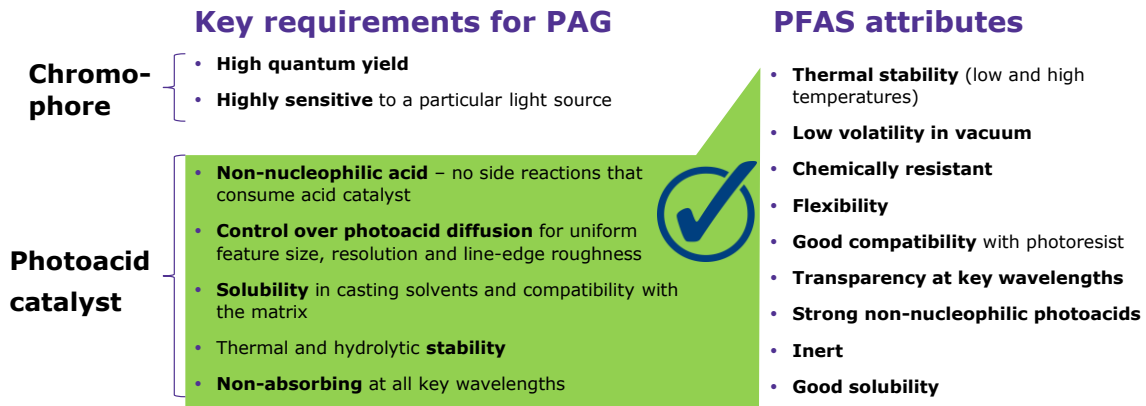 Key requirements for PAG
PFAS attributes
Chromo-
phore
• High quantum yield
• Highly sensitive to a particular light source
Photoacid
catalyst
• Non-nucleophilic acid – no side reactions that
consume acid catalyst
• Control over photoacid diffusion for uniform
feature size, resolution and line-edge roughness
• Solubility in casting solvents and compatibility with
the matrix
• Thermal and hydrolytic stability
• Non-absorbing at all key wavelengths
• Thermal stability (low and high
temperatures)
• Low volatility in vacuum
• Chemically resistant
• Flexibility
• Good compatibility with photoresist
• Transparency at key wavelengths
• Strong non-nucleophilic photoacids
• Inert
• Good solubility